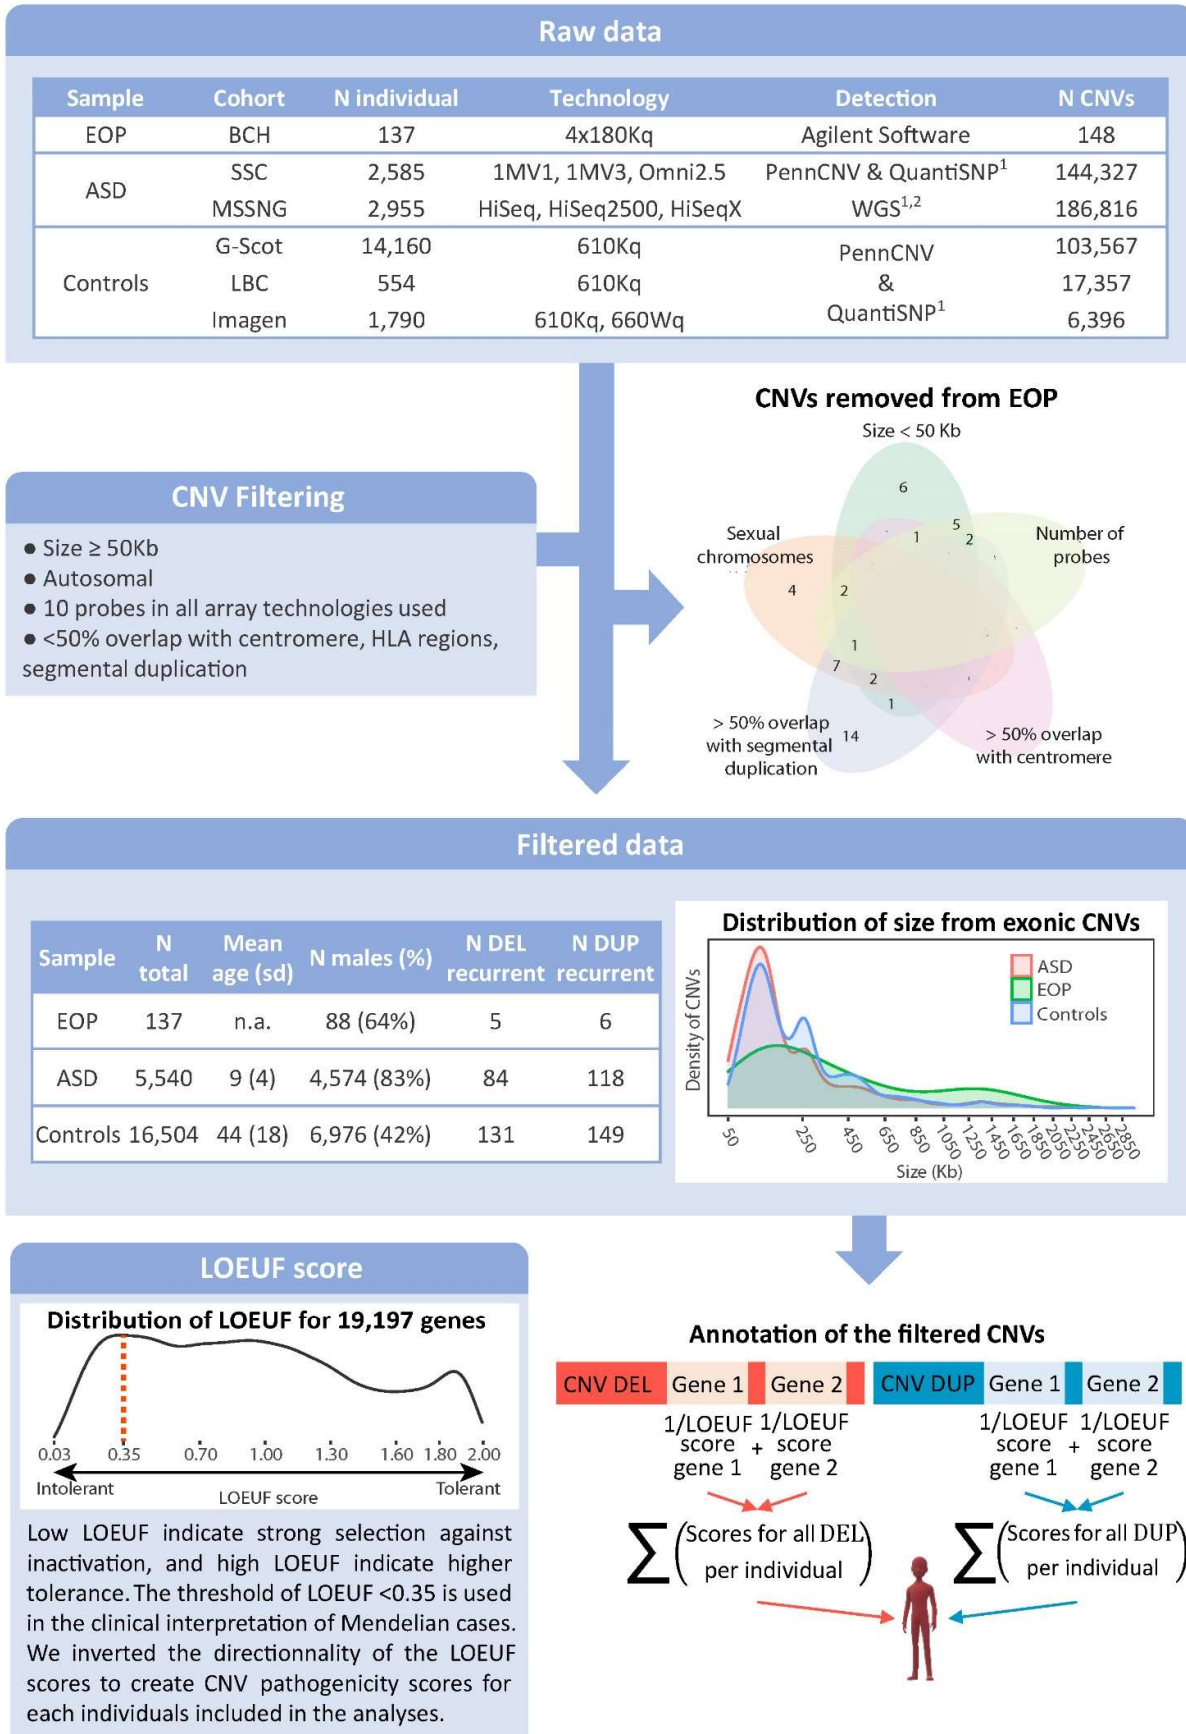 Raw data
Sample Cohort N individual Technology Detection N CNVs
EOP BCH 137 4x180Kq Agilent Software 148
ASD
SSC 2,585 1MV1, 1MV3, Omni2.5 PennCNV & QuantiSNP1 144,327
MSSNG 2,955 HiSeq, HiSeq2500, HiSeqX WGS1,2 186,816
Controls
G-Scot 14,160 610Kq 103,567
LBC 554 610Kq 17,357
Imagen 1,790 610Kq, 660Wq 6,396
PennCNV
&
QuantiSNP1
CNVs removed from EOP
Size < 50 Kb
6
5
2
1
Sexual
chromosomes
Number of
probes
4
2
1
7
2
1
14
> 50% overlap
with segmental
duplication
> 50% overlap
with centromere
CNV Filtering
● Size ≥ 50Kb
● Autosomal
● 10 probes in all array technologies used
● <50% overlap with centromere, HLA regions,
segmental duplication
Filtered data
Sample N total Mean age (sd) N males (%) N DEL recurrent N DUP recurrent
EOP 137 n.a. 88 (64%) 5 6
ASD 5,540 9 (4) 4,574 (83%) 84 118
Controls 16,504 44 (18) 6,976 (42%) 131 149
Distribution of size from exonic CNVs
Density of CNVs
ASD
EOP
Controls
50 250 450 650 850 1050 1250 1450 1650 1850 2050 2250 2450 2650 2850
Size (Kb)
LOEUF score
Distribution of LOEUF for 19,197 genes
0.03 0.35 0.70 1.00 1.30 1.60 1.80 2.00
Intolerant
Tolerant
LOEUF score
Low LOEUF indicate strong selection against
inactivation, and high LOEUF indicate higher
tolerance. The threshold of LOEUF <0.35 is used
in the clinical interpretation of Mendelian cases.
We inverted the directionnality of the LOEUF
scores to create CNV pathogenicity scores for
each individuals included in the analyses.
Annotation of the filtered CNVs
CNV DEL Gene 1 Gene 2 CNV DUP Gene 1 Gene 2
1/LOEUF 1/LOEUF 1/LOEUF 1/LOEUF
score + score score + score
gene 1 gene 2 gene 1 gene 2
∑ (Scores for all DEL
per individual)
∑ (Scores for all DUP
per individual)